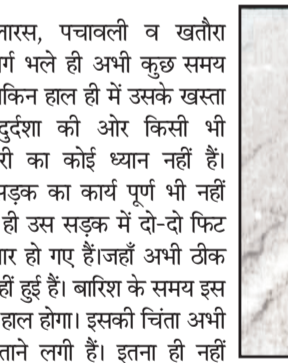 लारस, पचावली व खतौरा
र्ग भले ही अभी कुछ समय
किन हाल ही में उसके खस्ता
दुर्दशा की ओर किसी भी
री का कोई ध्यान नहीं हैं।
सड़क का कार्य पूर्ण भी नहीं
ही उस सड़क में दो-दो फिट
ार हो गए हैं।जहाँ अभी ठीक
हीं हुई हैं। बारिश के समय इस
हाल होगा। इसकी चिंता अभी
ताने लगी हैं। इतना ही नहीं